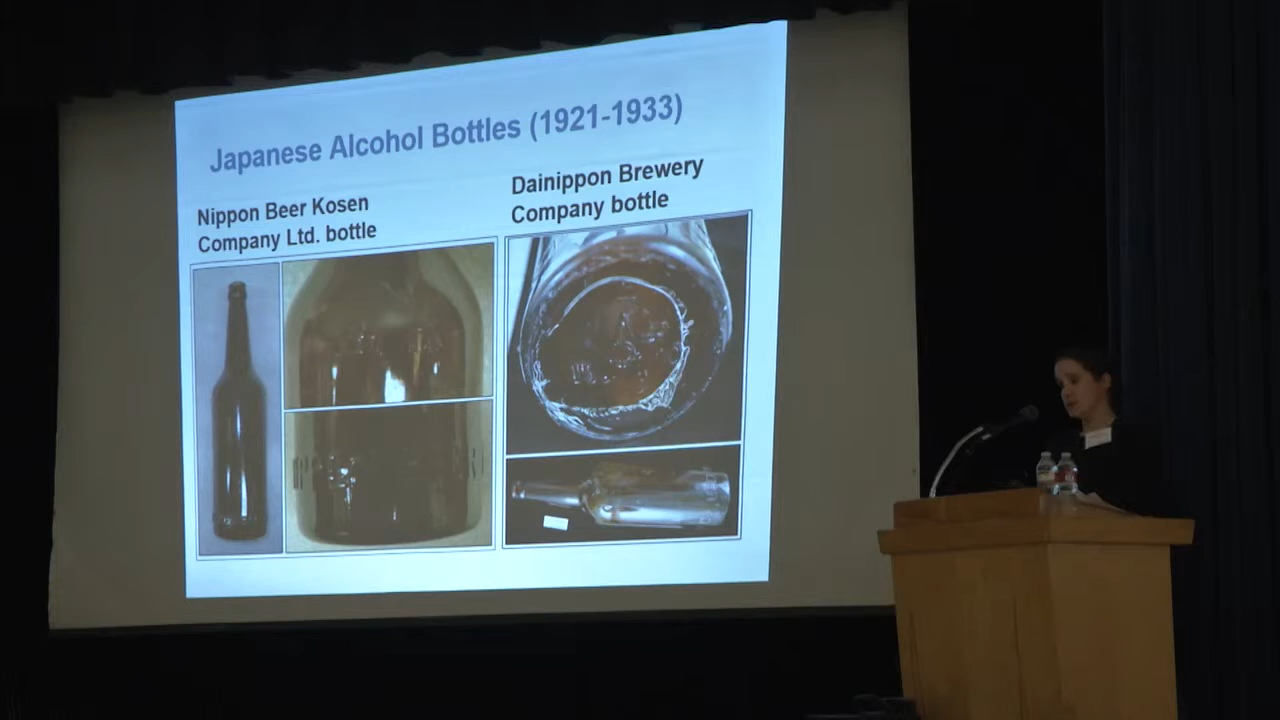 Japanese Alcohol Bottles (1921-1933)
Nippon Beer Kosen
Company Ltd. bottle
Dainippon Brewery
Company bottle